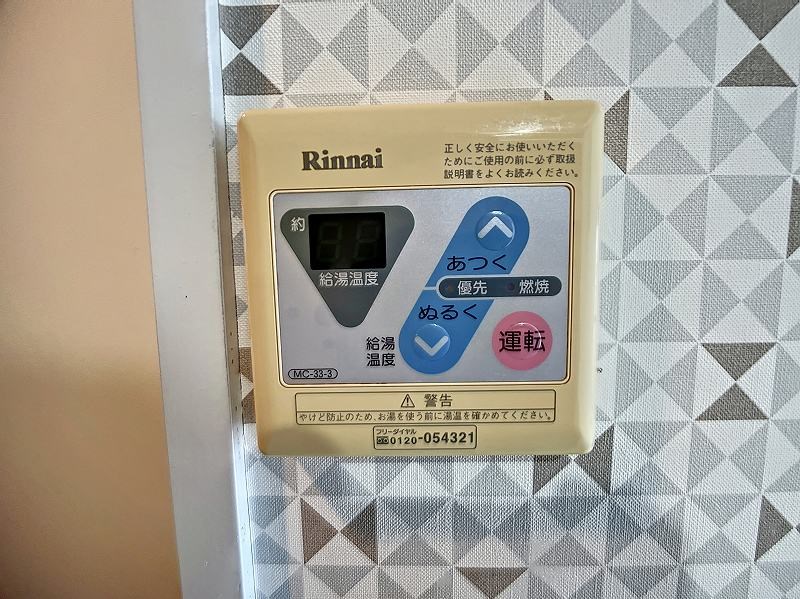 Rinnai
正しく安全にお使いいただく
ためにご使用の前に必ず取扱
説明書をよくお読みください。
約
給湯温度
あつく
優先 燃焼
ぬるく
給湯
温度
運転
MC-33-3
⚠ 警告
やけど防止のため、お湯を使う前に湯温を確かめてください。
フリーダイヤル
0120-054321